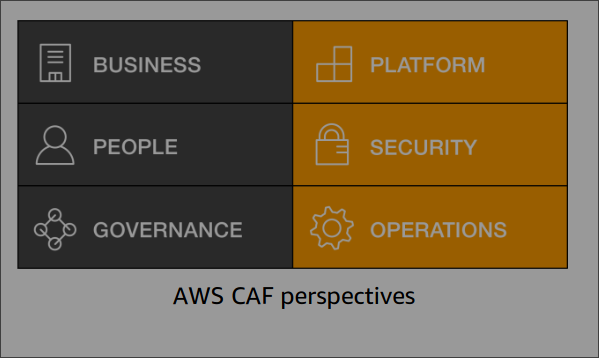 BUSINESS
PLATFORM
PEOPLE
SECURITY
GOVERNANCE
OPERATIONS
AWS CAF perspectives